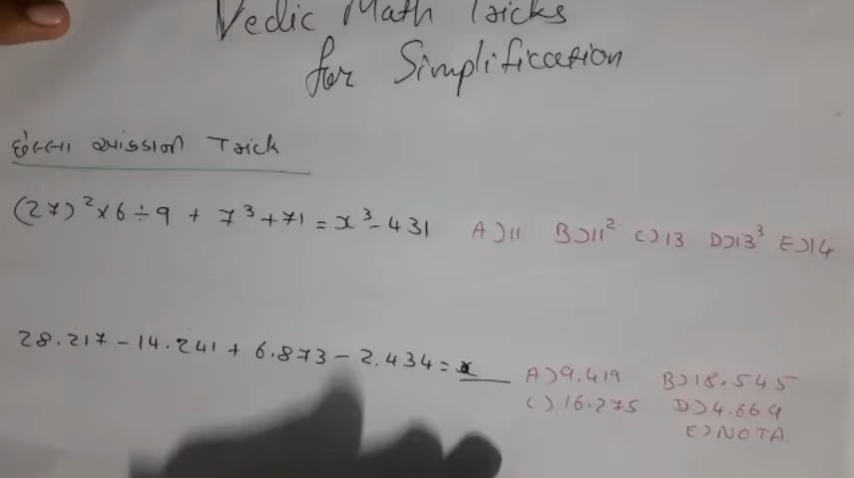 Vedic Math Tricks
for Simplification
mission Trick
(27)²×6÷9 + 7³+71 = x³-431 A)11 B)11² C)13 D)13³ E)14
28.217-14.241+6.873-2.434=x A)9.419 B)18.545
C)16.275 D)4.669
E)NOTA